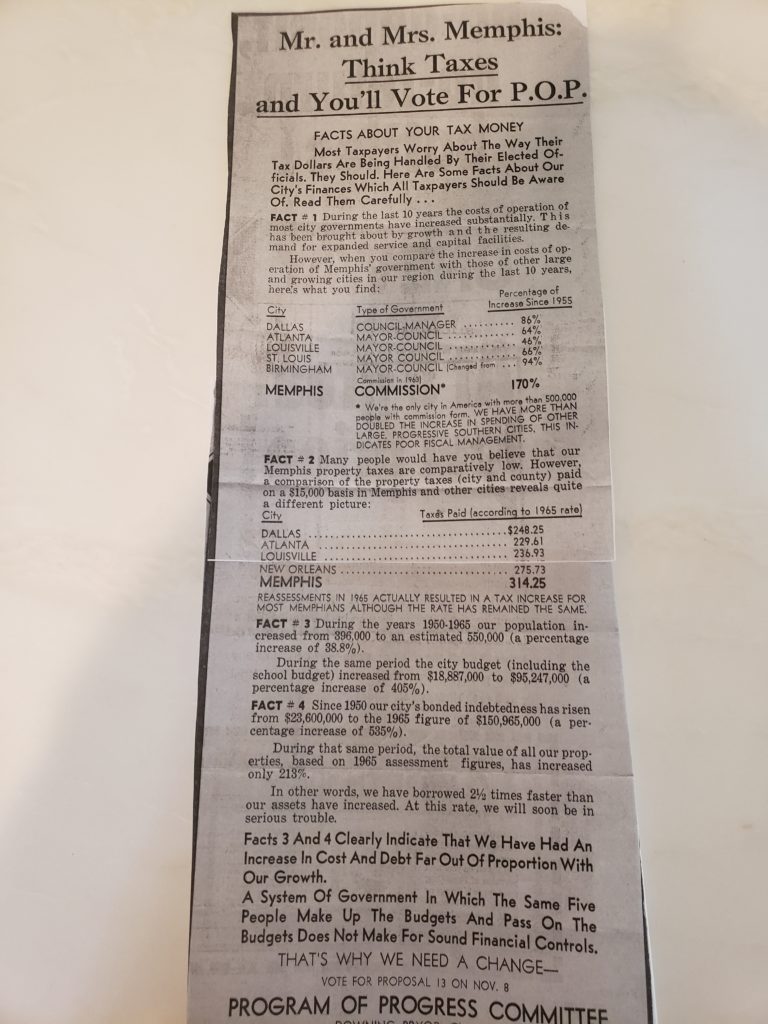 Mr. and Mrs. Memphis:
Think Taxes
and You'll Vote For P.O.P.
FACTS ABOUT YOUR TAX MONEY
Most Taxpayers Worry About The Way Their
Tax Dollars Are Being Handled By Their Elected Of-
ficials. They Should. Here Are Some Facts About Our
City's Finances Which All Taxpayers Should Be Aware
Of. Read Them Carefully . . .
FACT # 1 During the last 10 years the costs of operation of
most city governments have increased substantially. This
has been brought about by growth and the resulting de-
mand for expanded service and capital facilities.
However, when you compare the increase in costs of op-
eration of Memphis' government with those of other large
and growing cities in our region during the last 10 years,
here's what you find:
City Type of Government Percentage of Increase Since 1955
DALLAS COUNCIL-MANAGER .......... 86%
ATLANTA MAYOR-COUNCIL ............ 64%
LOUISVILLE MAYOR-COUNCIL ............ 46%
ST. LOUIS MAYOR COUNCIL ............ 66%
BIRMINGHAM MAYOR-COUNCIL (Changed from ... 94%
Commission in 1963)
MEMPHIS COMMISSION* 170%
* We're the only city in America with more than 500,000
people with commission form. WE HAVE MORE THAN
DOUBLED THE INCREASE IN SPENDING OF OTHER
LARGE, PROGRESSIVE SOUTHERN CITIES, THIS IN-
DICATES POOR FISCAL MANAGEMENT.
FACT # 2 Many people would have you believe that our
Memphis property taxes are comparatively low. However,
a comparison of the property taxes (city and county) paid
on a $15,000 basis in Memphis and other cities reveals quite
a different picture:
City Taxes Paid (according to 1965 rate)
DALLAS ........................................ $248.25
ATLANTA ........................................ 229.61
LOUISVILLE ........................................ 236.93
NEW ORLEANS ........................................ 275.73
MEMPHIS 314.25
REASSESSMENTS IN 1965 ACTUALLY RESULTED IN A TAX INCREASE FOR
MOST MEMPHIANS ALTHOUGH THE RATE HAS REMAINED THE SAME.
FACT # 3 During the years 1950-1965 our population in-
creased from 396,000 to an estimated 550,000 (a percentage
increase of 38.8%).
During the same period the city budget (including the
school budget) increased from $18,887,000 to $95,247,000 (a
percentage increase of 405%).
FACT # 4 Since 1950 our city's bonded indebtedness has risen
from $23,600,000 to the 1965 figure of $150,965,000 (a per-
centage increase of 535%).
During that same period, the total value of all our prop-
erties, based on 1965 assessment figures, has increased
only 213%.
In other words, we have borrowed 2½ times faster than
our assets have increased. At this rate, we will soon be in
serious trouble.
Facts 3 And 4 Clearly Indicate That We Have Had An
Increase In Cost And Debt Far Out Of Proportion With
Our Growth.
A System Of Government In Which The Same Five
People Make Up The Budgets And Pass On The
Budgets Does Not Make For Sound Financial Controls.
THAT'S WHY WE NEED A CHANGE—
VOTE FOR PROPOSAL 13 ON NOV. 8
PROGRAM OF PROGRESS COMMITTEE